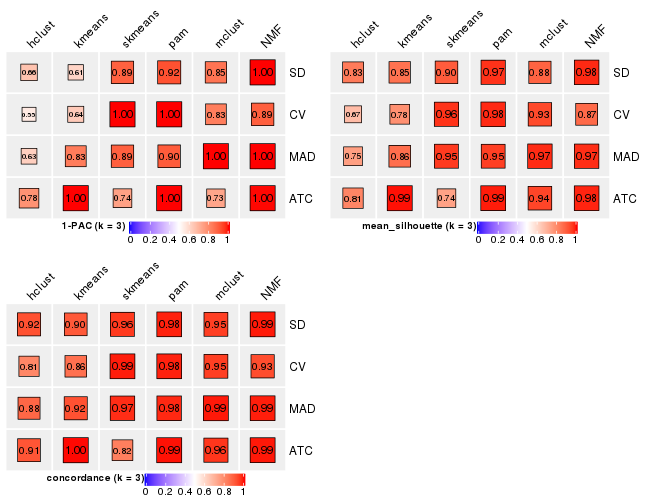 hclust kmeans skmeans pam mclust NMF
0.66 0.61 0.89 0.92 0.85 1.00 SD
0.55 0.64 1.00 1.00 0.83 0.89 CV
0.63 0.83 0.89 0.90 1.00 1.00 MAD
0.78 1.00 0.74 1.00 0.73 1.00 ATC
1-PAC (k = 3) 0 0.2 0.4 0.6 0.8 1
hclust kmeans skmeans pam mclust NMF
0.83 0.85 0.90 0.97 0.88 0.98 SD
0.67 0.78 0.96 0.98 0.93 0.87 CV
0.75 0.86 0.95 0.95 0.97 0.97 MAD
0.81 0.99 0.74 0.99 0.94 0.98 ATC
mean_silhouette (k = 3) 0 0.2 0.4 0.6 0.8 1
hclust kmeans skmeans pam mclust NMF
0.92 0.90 0.96 0.98 0.95 0.99 SD
0.81 0.86 0.99 0.98 0.95 0.93 CV
0.88 0.92 0.97 0.98 0.99 0.99 MAD
0.91 1.00 0.82 0.99 0.96 0.99 ATC
concordance (k = 3) 0 0.2 0.4 0.6 0.8 1